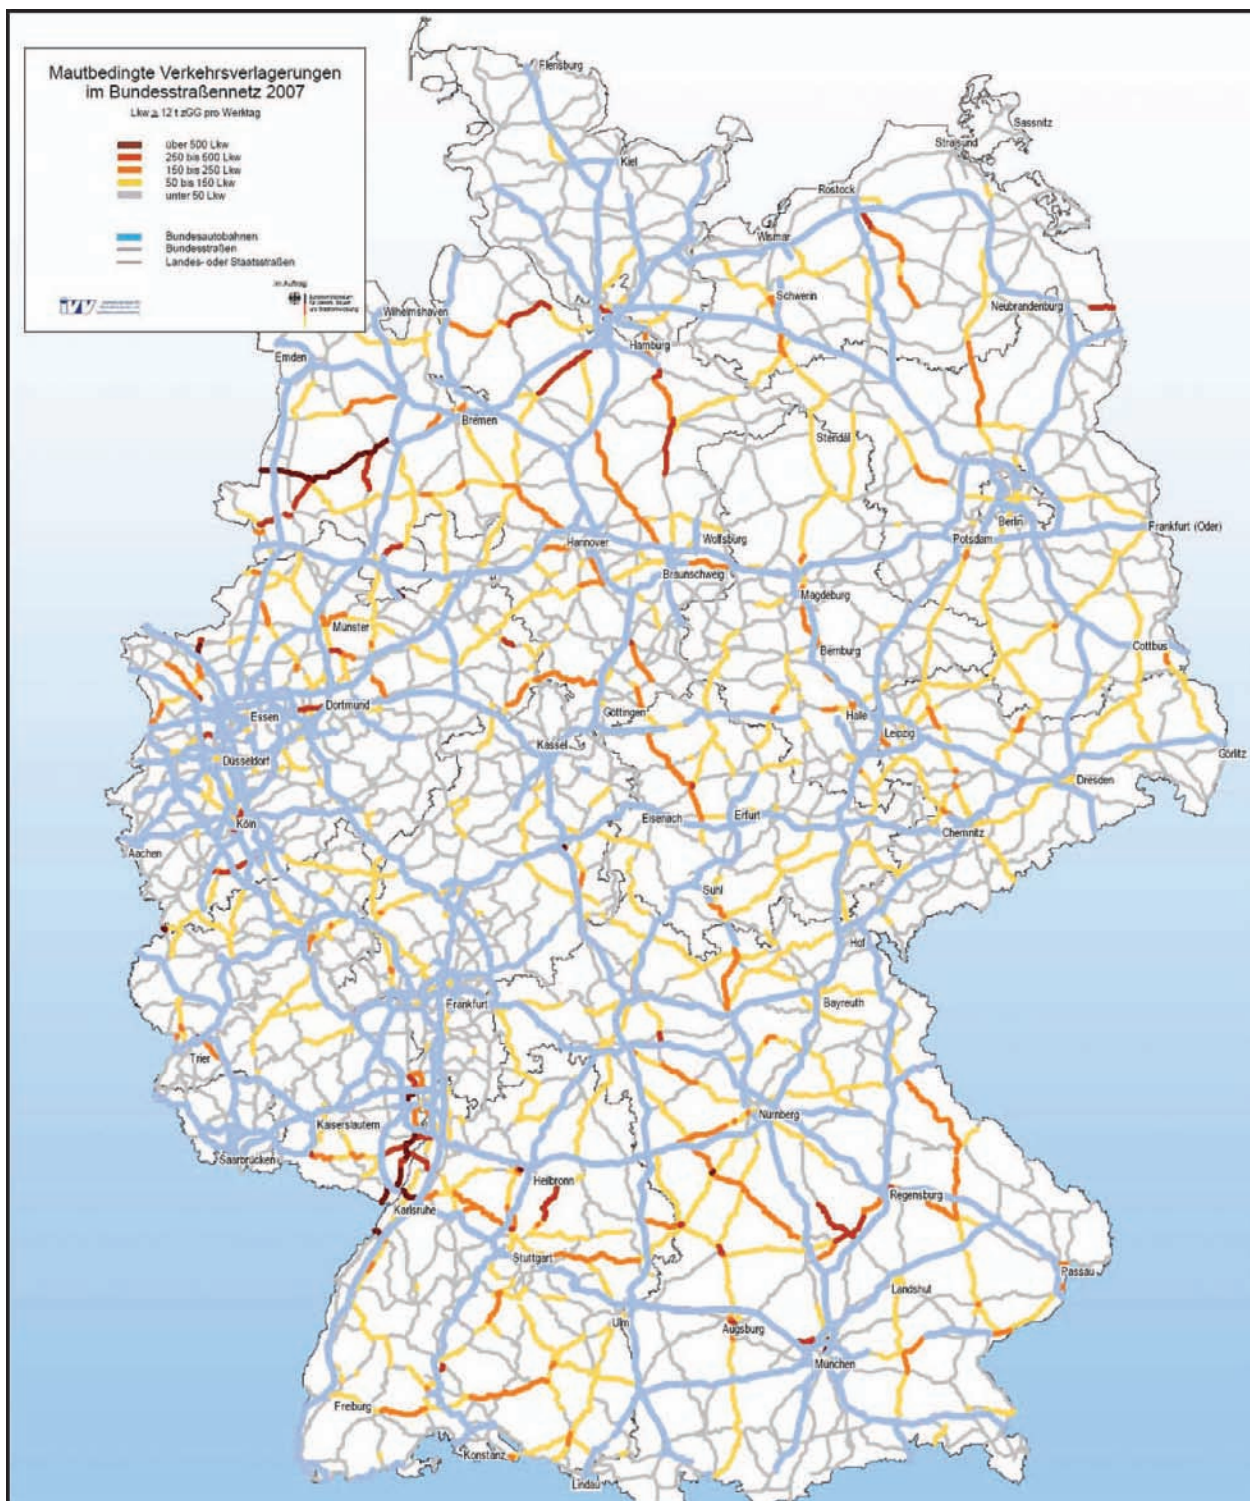 Mautbedingte Verkehrsverlagerungen
im Bundesstraßennetz 2007
Lkw ≥ 12 t zGG pro Werktag
über 500 Lkw
250 bis 500 Lkw
150 bis 250 Lkw
50 bis 150 Lkw
unter 50 Lkw
Bundesautobahnen
Bundesstraßen
Landes- oder Staatsstraßen
Im Auftrag
IVV
Flensburg
Sassnitz
Stralsund
Kiel
Rostock
Wismar
Schwerin
Neubrandenburg
Wilhelmshaven
Hamburg
Emden
Bremen
Stendal
Berlin
Frankfurt (Oder)
Potsdam
Wolfsburg
Hannover
Braunschweig
Magdeburg
Münster
Bernburg
Cottbus
Dortmund
Essen
Göttingen
Halle
Leipzig
Kassel
Düsseldorf
Görlitz
Dresden
Eisenach
Erfurt
Köln
Chemnitz
Aachen
Suhl
Hof
Frankfurt
Bayreuth
Trier
Nürnberg
Kaiserslautern
Saarbrücken
Heilbronn
Regensburg
Karlsruhe
Stuttgart
Passau
Landshut
Ulm
Augsburg
München
Freiburg
Konstanz
Lindau